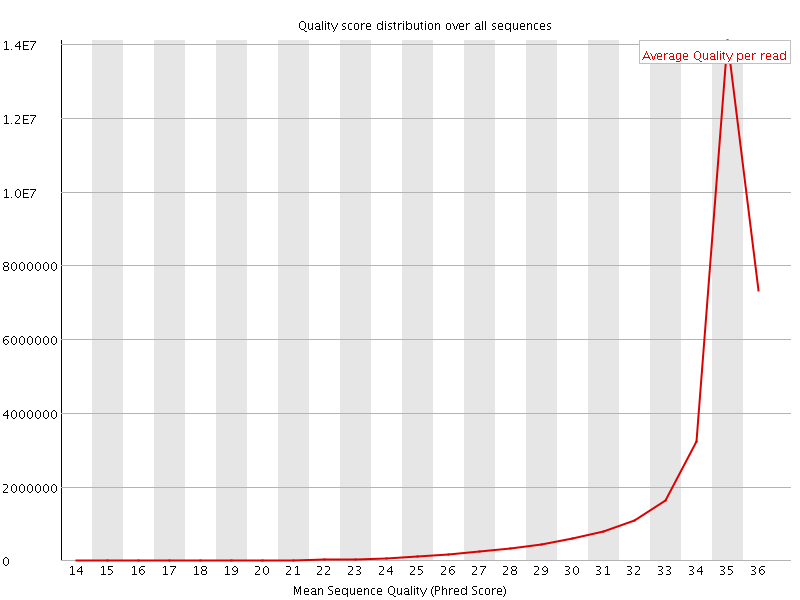 Quality score distribution over all sequences
Average Quality per read
1.4E7
1.2E7
1.0E7
8000000
6000000
4000000
2000000
0
14 15 16 17 18 19 20 21 22 23 24 25 26 27 28 29 30 31 32 33 34 35 36
Mean Sequence Quality (Phred Score)